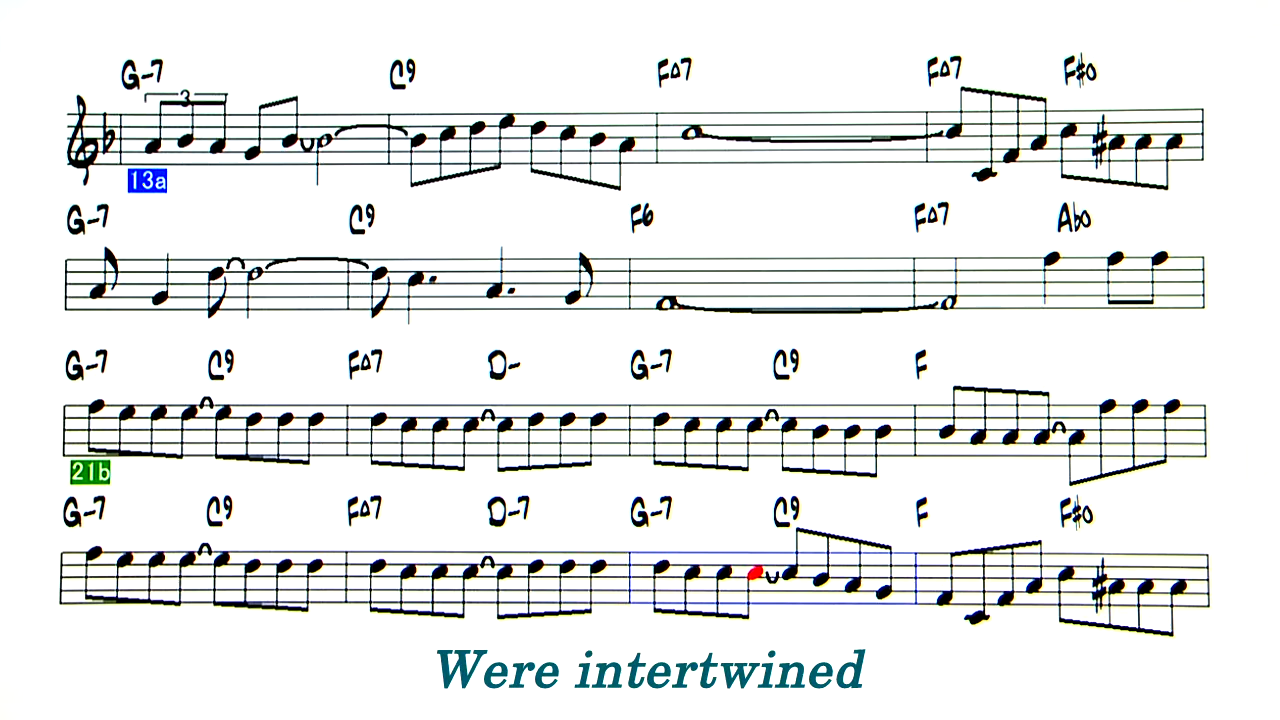 G-7 C9 FΔ7 FΔ7 F#o
3
13a
G-7 C9 F6 FΔ7 Abo
G-7 C9 FΔ7 D- G-7 C9 F
21b
G-7 C9 FΔ7 D-7 G-7 C9 F F#o
Were intertwined